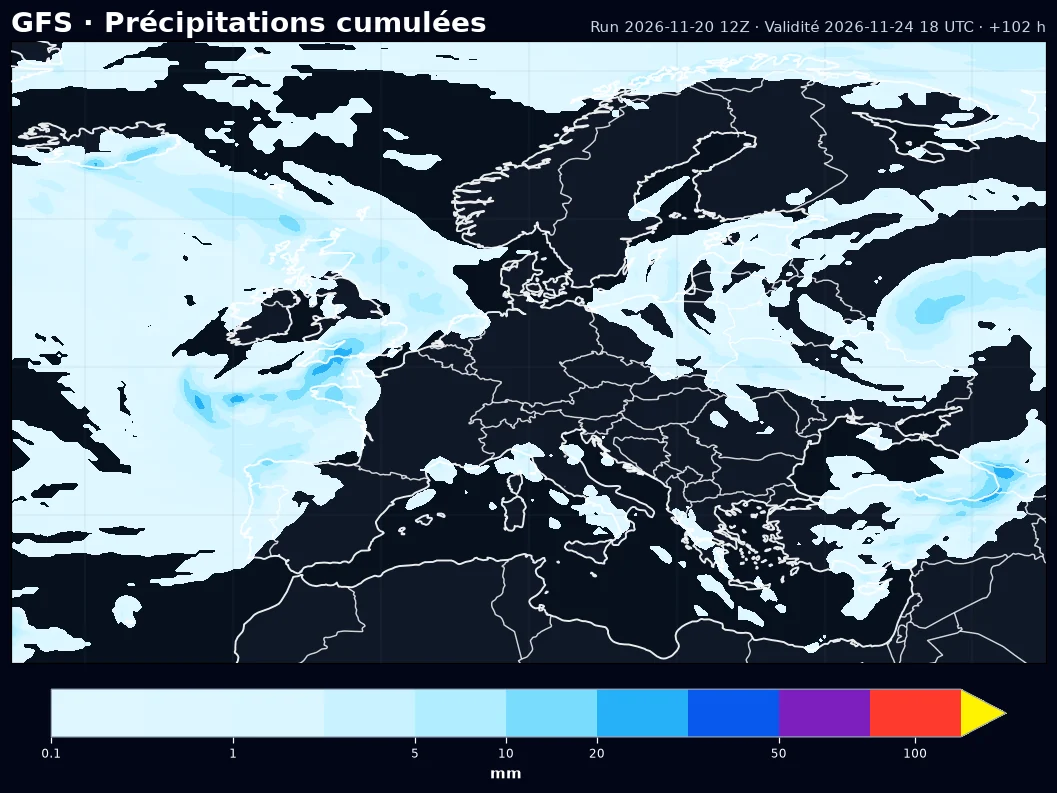 GFS · Précipitations cumulées
Run 2026-11-20 12Z · Validité 2026-11-24 18 UTC · +102 h
0.1 1 5 10 20 50 100
mm